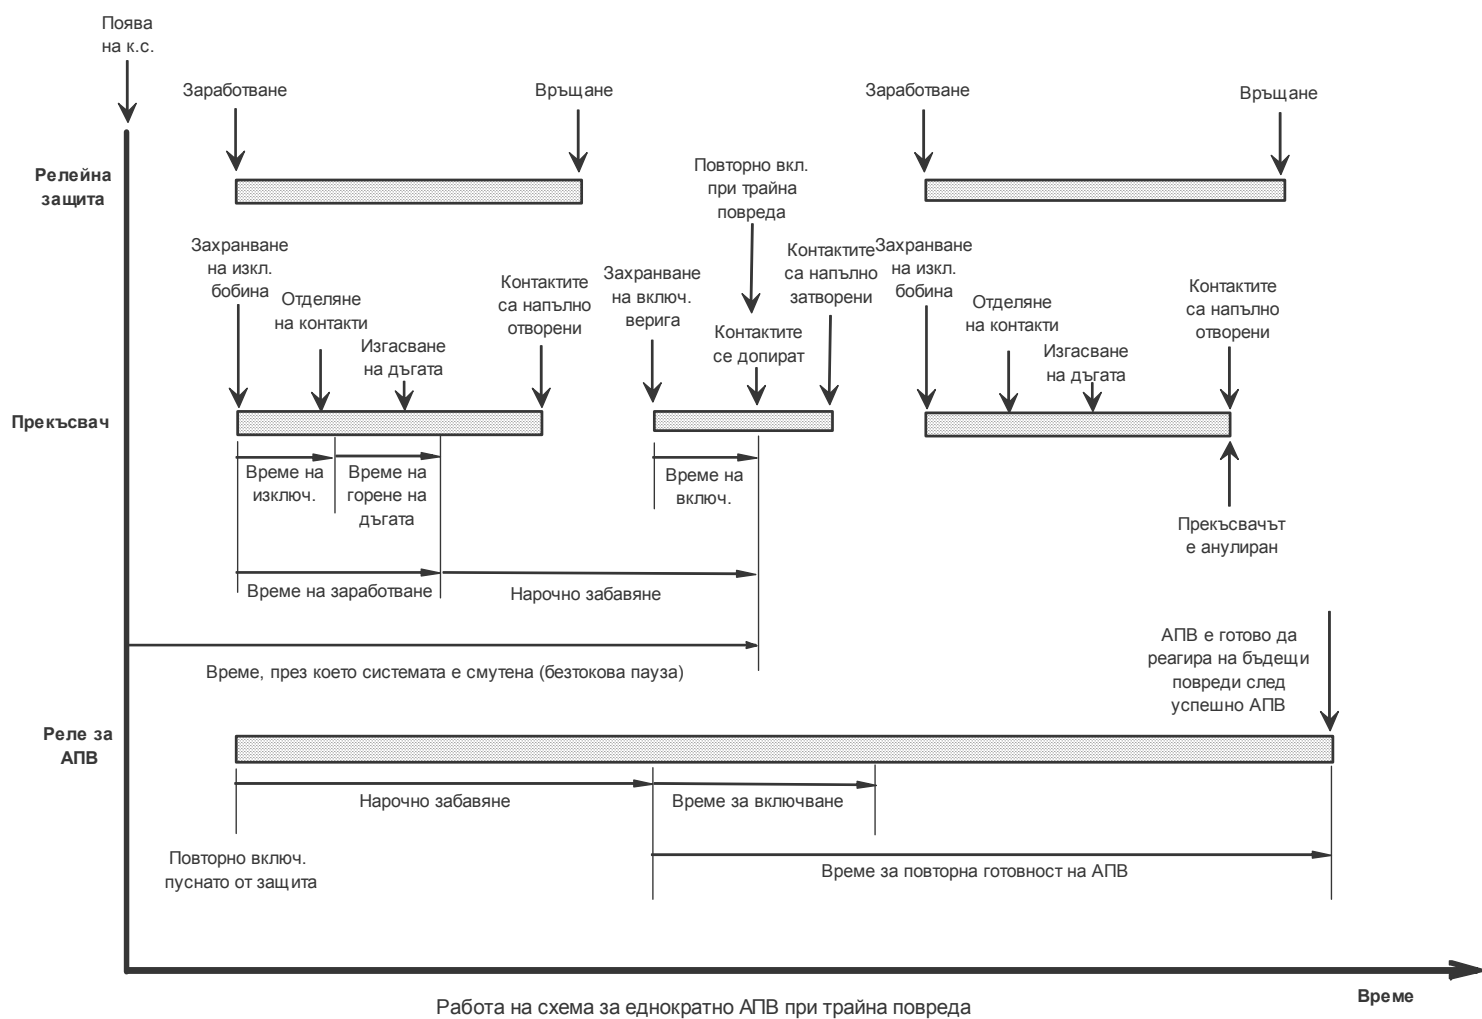 Поява
на к.с.
Заработване
Връщане
Заработване
Връщане
Релейна
защита
Повторно вкл.
при трайна
повреда
Захранване
на изкл.
бобина
Отделяне
на контакти
Изгасване
на дъгата
Контактите
са напълно
отворени
Захранване
на включ.
верига
Контактите
се допират
Контактите
са напълно
затворени
Захранване
на изкл.
бобина
Отделяне
на контакти
Изгасване
на дъгата
Контактите
са напълно
отворени
Прекъсвач
Време на
изключ.
Време на
горене на
дъгата
Време на
включ.
Прекъсвачът
е анулиран
Време на заработване
Нарочно забавяне
Време, през което системата е смутена (безтокова пауза)
АПВ е готово да
реагира на бъдещи
повреди след
успешно АПВ
Реле за
АПВ
Нарочно забавяне
Време за включване
Повторно включ.
пуснато от защита
Време за повторна готовност на АПВ
Време
Работа на схема за еднократно АПВ при трайна повреда